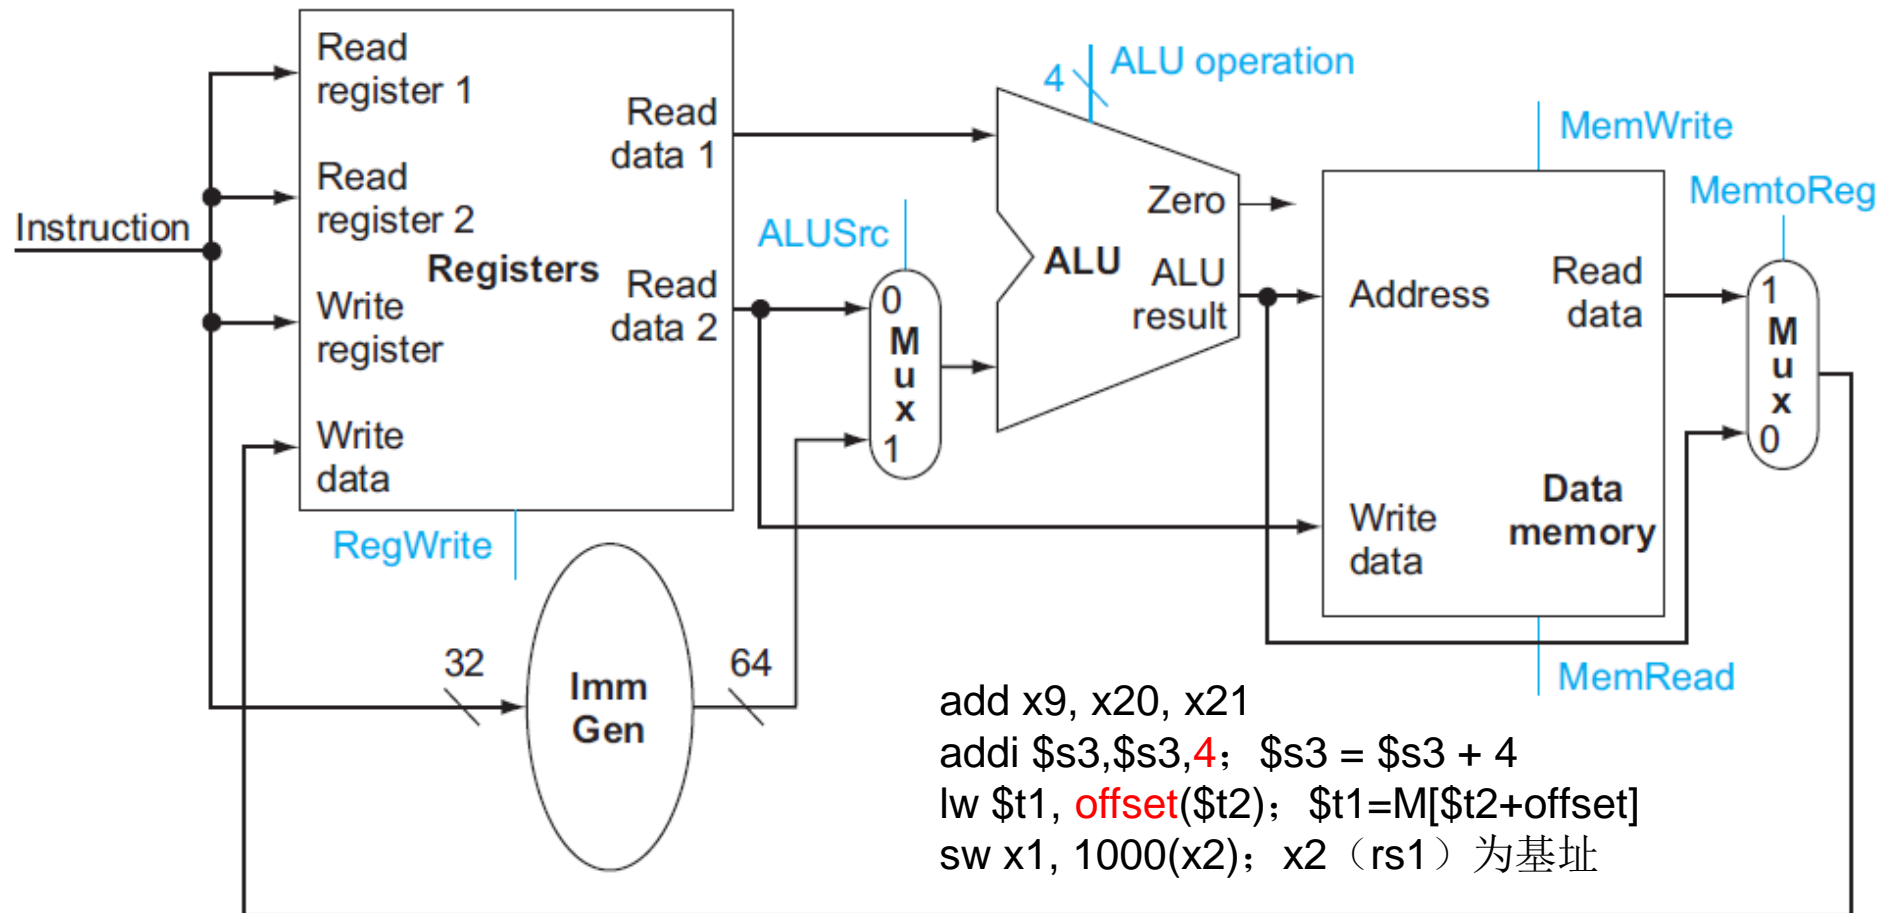 Instruction
Read
register 1
Read
register 2
Registers
Write
register
Write
data
Read
data 1
Read
data 2
RegWrite
32
Imm
Gen
64
ALUSrc
0
M
u
x
1
4
ALU operation
Zero
ALU
ALU
result
MemWrite
Address
Read
data
Write
data
Data
memory
MemRead
MemtoReg
1
M
u
x
0
add x9, x20, x21
addi $s3,$s3,4；$s3 = $s3 + 4
lw $t1, offset($t2)；$t1=M[$t2+offset]
sw x1, 1000(x2)；x2（rs1）为基址